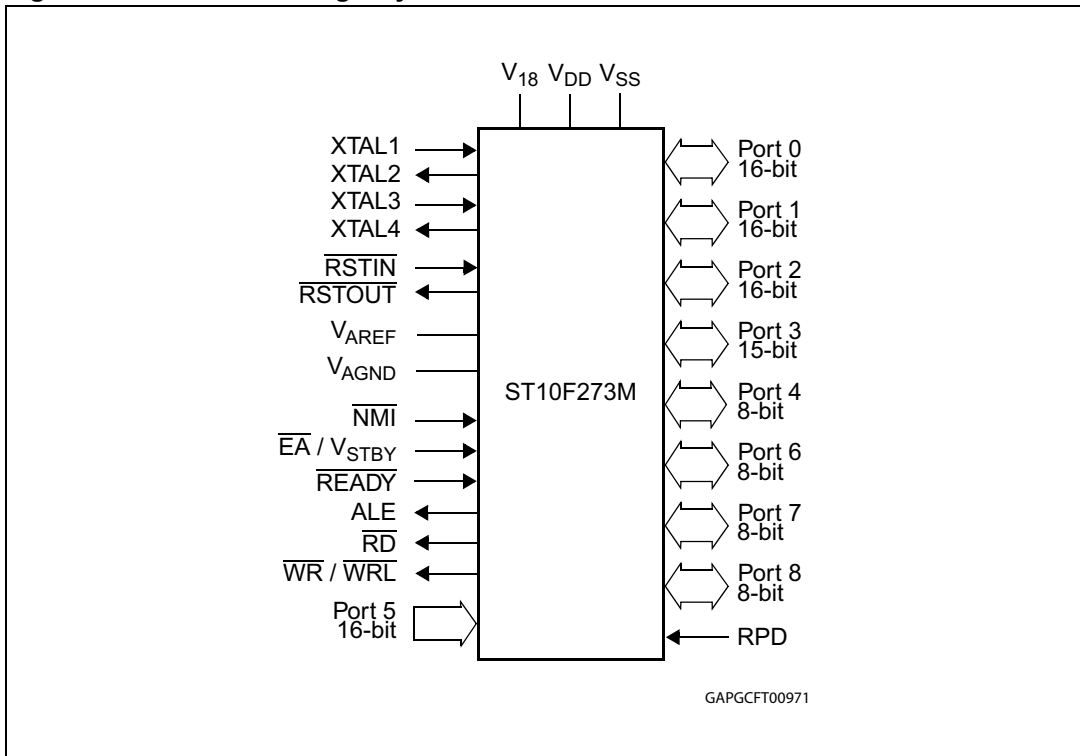 V18 VDD VSS
XTAL1
XTAL2
XTAL3
XTAL4
RSTIN
RSTOUT
VAREF
VAGND
NMI
EA / VSTBY
READY
ALE
RD
WR / WRL
Port 5
16-bit
ST10F273M
Port 0
16-bit
Port 1
16-bit
Port 2
16-bit
Port 3
15-bit
Port 4
8-bit
Port 6
8-bit
Port 7
8-bit
Port 8
8-bit
RPD
GAPGCFT00971